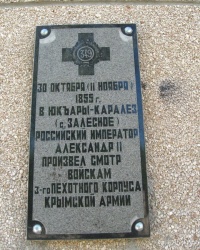 30 ОКТЯБРЯ (11 НОЯБРЯ)
1855 г.
В ЮКЪАРЫ-КАРАЛЕЗ
(с. ЗАЛЕСНОЕ)
РОССИЙСКИЙ ИМПЕРАТОР
АЛЕКСАНДР II
ПРОИЗВЕЛ СМОТР
ВОЙСКАМ
3-го ПЕХОТНОГО КОРПУСА
КРЫМСКОЙ АРМИИ